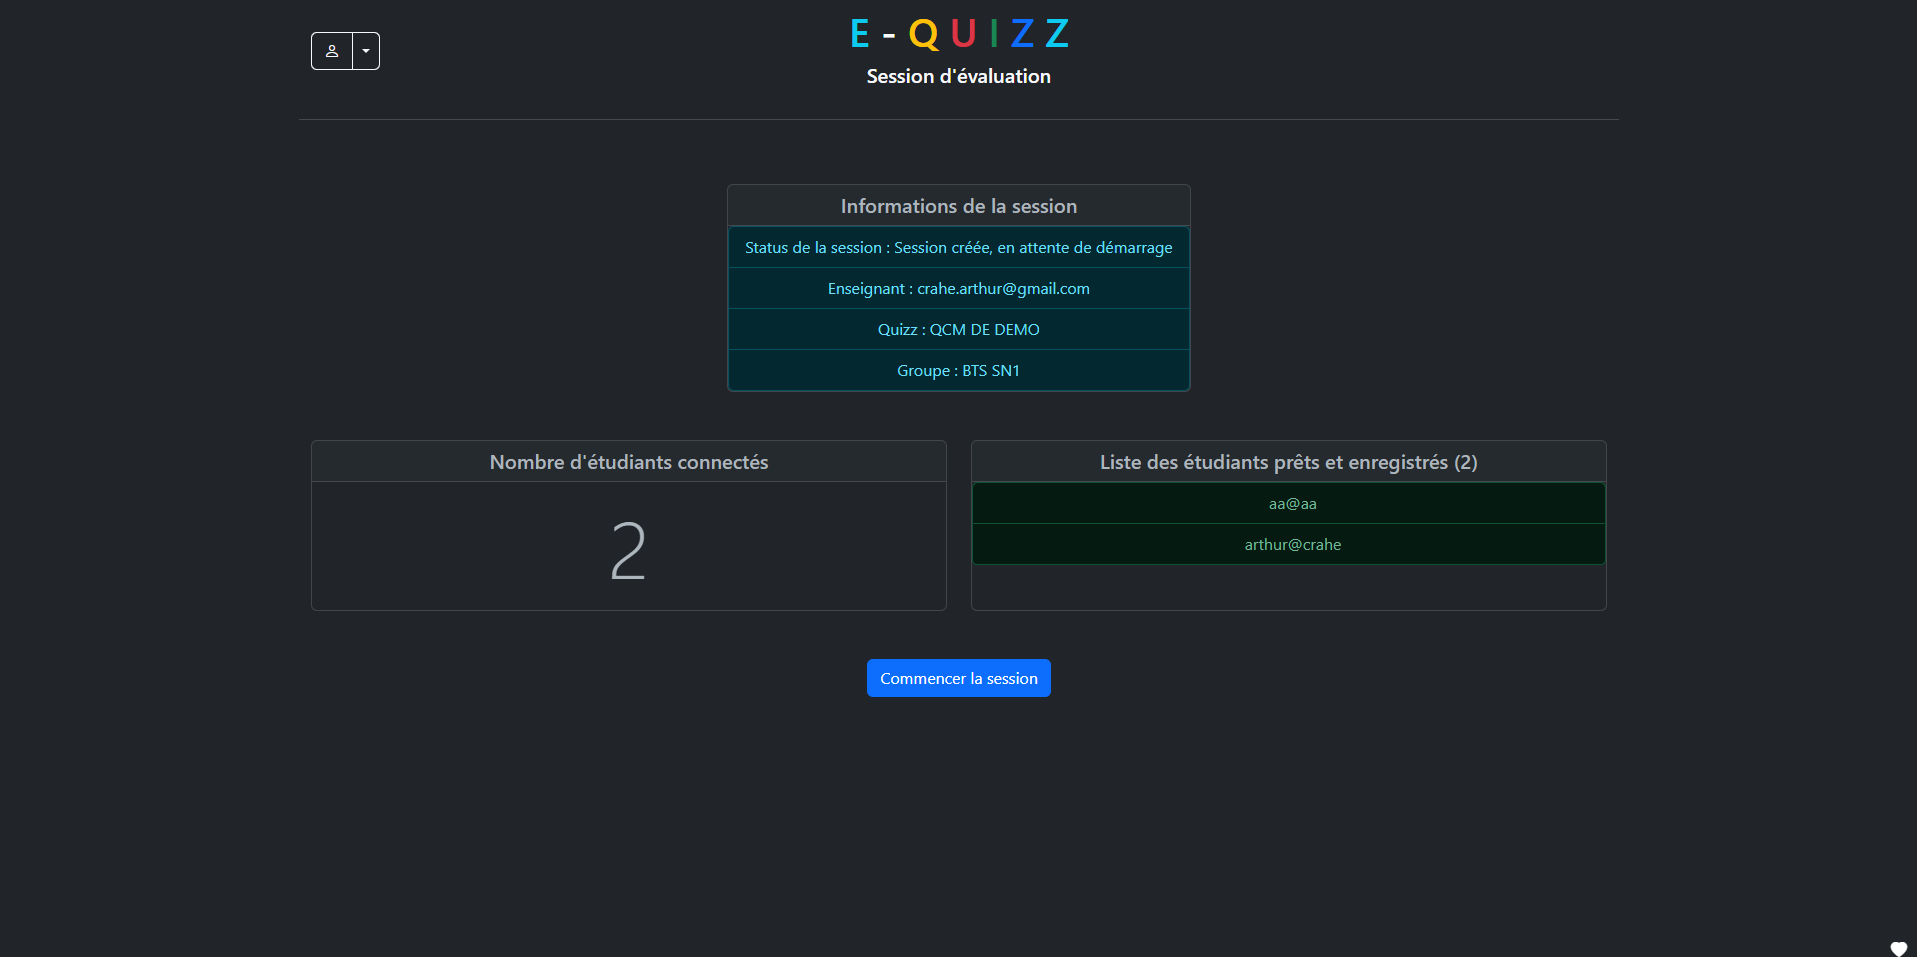 E - Q U I Z Z
Session d'évaluation
Informations de la session
Status de la session : Session créée, en attente de démarrage
Enseignant : crahe.arthur@gmail.com
Quizz : QCM DE DEMO
Groupe : BTS SN1
Nombre d'étudiants connectés
2
Liste des étudiants prêts et enregistrés (2)
aa@aa
arthur@crahe
Commencer la session